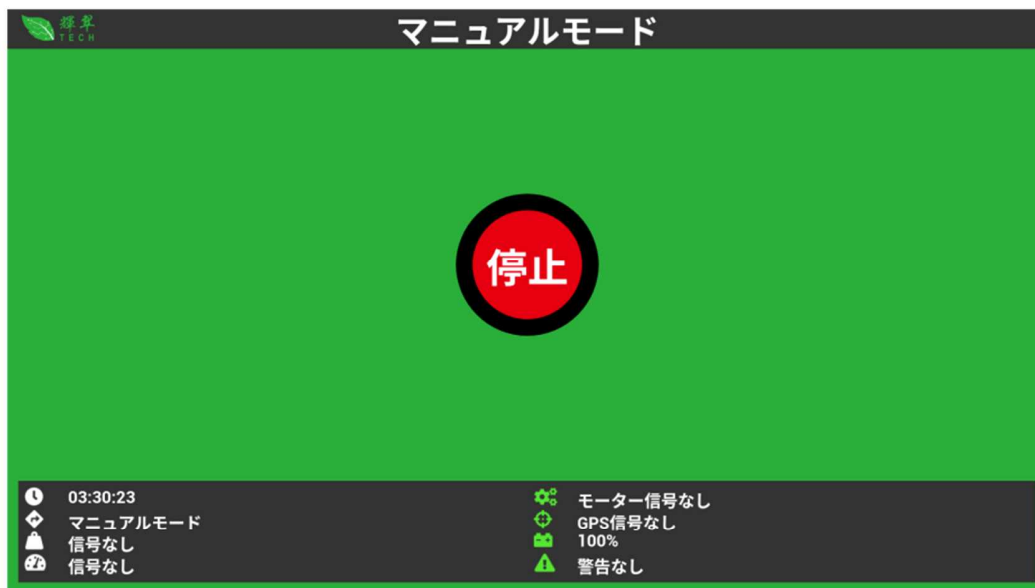 輝翠
TECH
マニュアルモード
停止
03:30:23
マニュアルモード
信号なし
信号なし
モーター信号なし
GPS信号なし
100%
警告なし